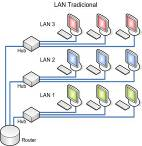 LAN Tradicional
LAN 3
Hub
LAN 2
Hub
LAN 1
Hub
Router